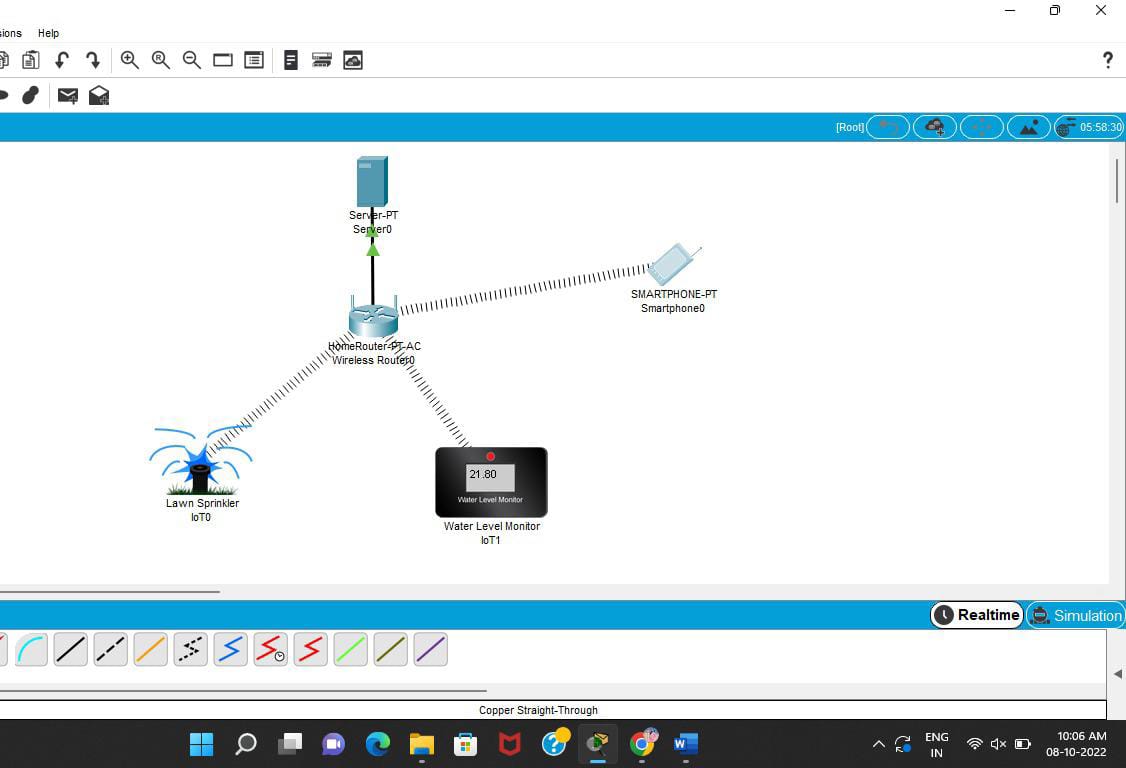 sions Help
[Root]
05:58:30
Server-PT
Server0
SMARTPHONE-PT
Smartphone0
HomeRouter-PT-AC
Wireless Router0
21.80
Water Level Monitor
Lawn Sprinkler
IoT0
Water Level Monitor
IoT1
Realtime
Simulation
Copper Straight-Through
ENG
IN
10:06 AM
08-10-2022